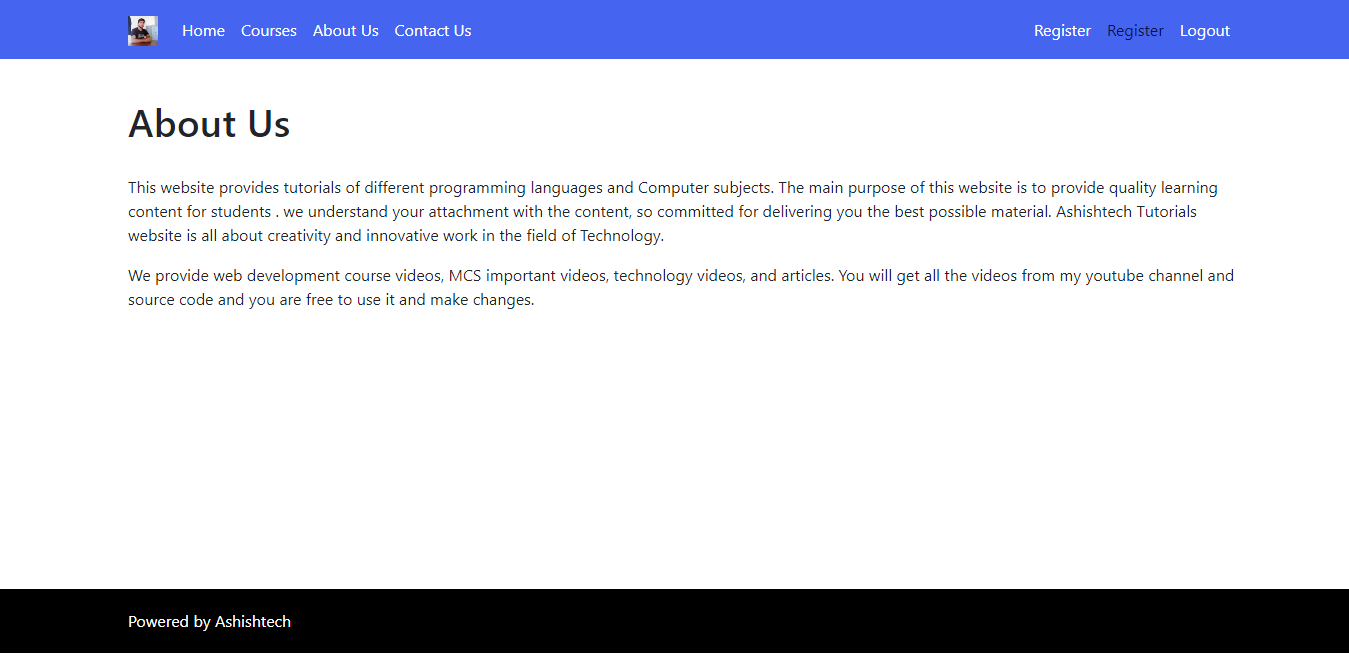 Home Courses About Us Contact Us Register Register Logout
About Us
This website provides tutorials of different programming languages and Computer subjects. The main purpose of this website is to provide quality learning
content for students . we understand your attachment with the content, so committed for delivering you the best possible material. Ashishtech Tutorials
website is all about creativity and innovative work in the field of Technology.
We provide web development course videos, MCS important videos, technology videos, and articles. You will get all the videos from my youtube channel and
source code and you are free to use it and make changes.
Powered by Ashishtech